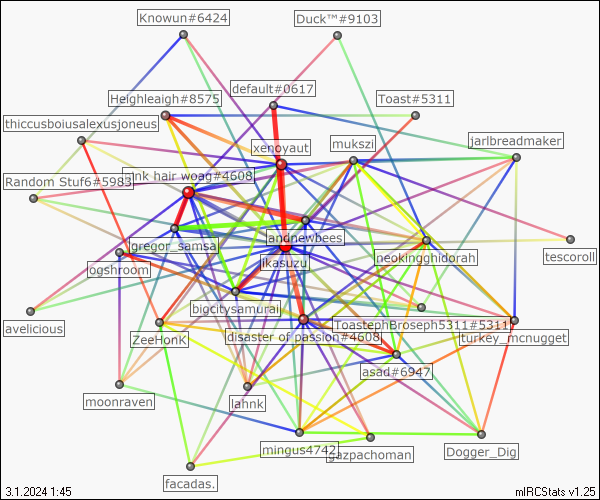 Knowun#6424
Duck™#9103
default#0617
Heighleaigh#8575
Toast#5311
thiccusboiusalexusjoneus
xenoyaut
mukszi
jarlbreadmaker
Random Stuf6#5983
pink hair woag#4608
landnewbees
gregor_samsa
ikasuzu
neokingghidorah
tescoroll
ogshroom
bigcitysamurai
avelicious
ZeeHonk
disaster of passion#4608
ToastephBroseph5311#5311
turkey_mcnugget
asad#6947
moonraven
lahnk
mingus4742
gazpachoman
Dogger_Dig
facadas.
3.1.2024 1:45
mIRCStats v1.25